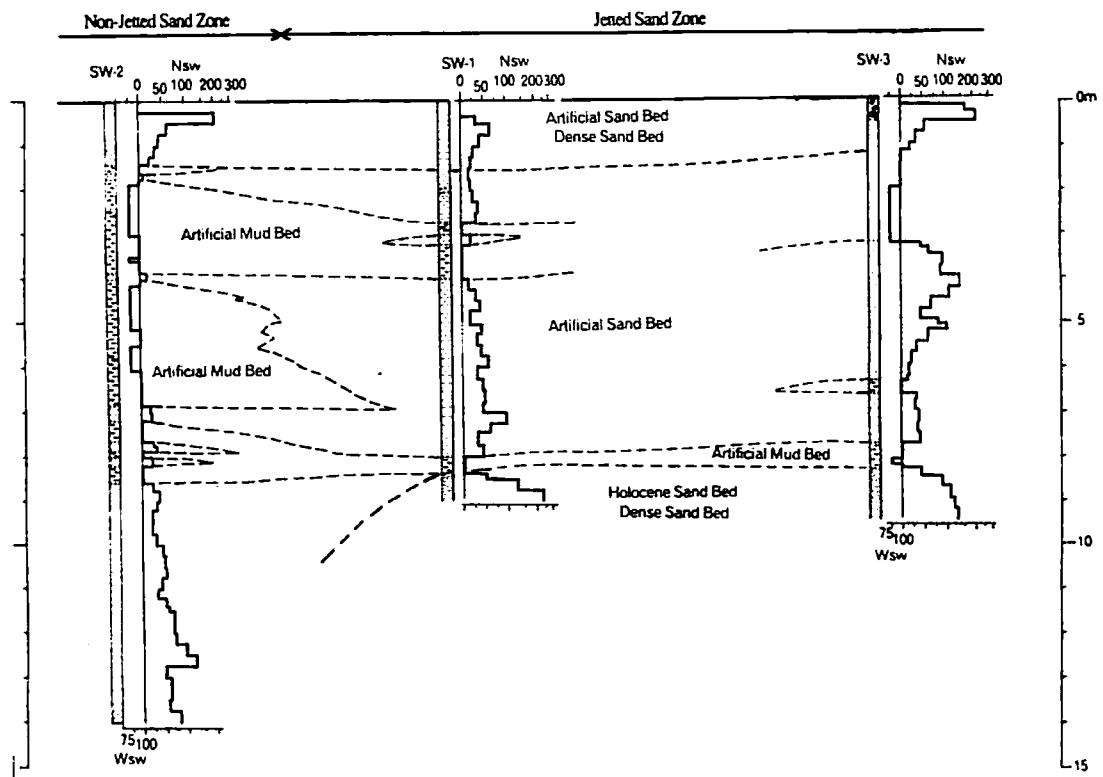 Non-Jetted Sand Zone
Jetted Sand Zone
SW-2
Nsw
0 50 100 200 300
SW-1
Nsw
0 50 100 200 300
SW-3
Nsw
0 50 100 200 300
0m
Artificial Sand Bed
Dense Sand Bed
Artificial Mud Bed
Artificial Sand Bed
5
Artificial Mud Bed
Artificial Mud Bed
Holocene Sand Bed
Dense Sand Bed
75 100
Wsw
10
75 100
Wsw
15